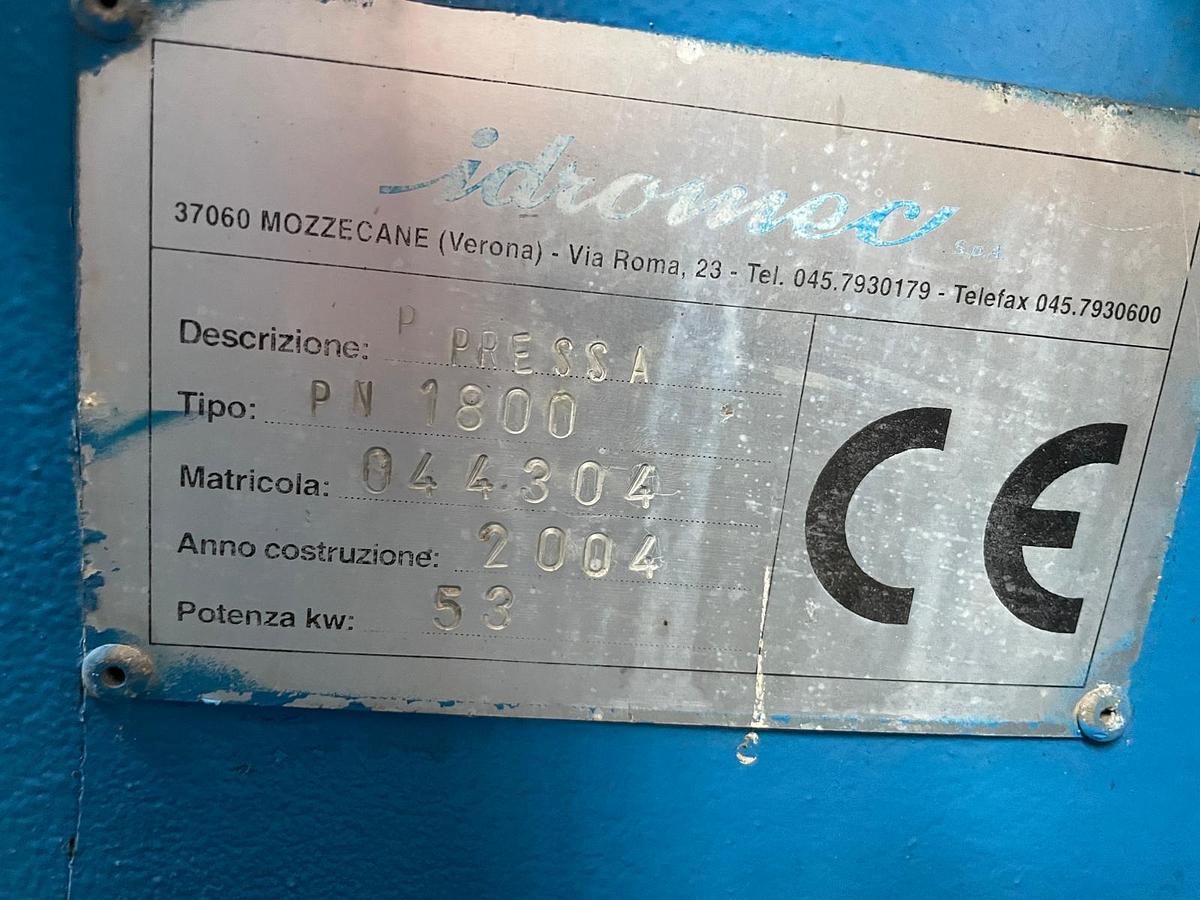 idromec s.p.a.
37060 MOZZECANE (Verona) - Via Roma, 23 - Tel. 045.7930179 - Telefax 045.7930600
Descrizione: P PRESSA
Tipo: PN 1800
Matricola: 044304
Anno costruzione: 2004
Potenza kw: 53
CE